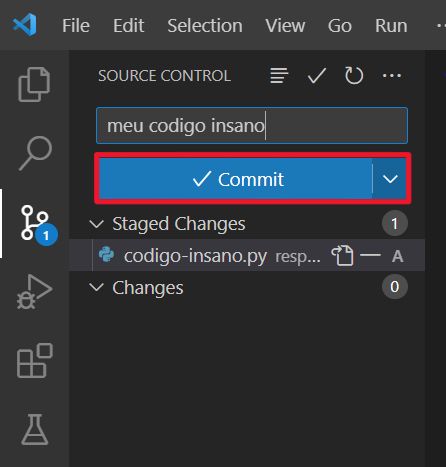 File Edit Selection View Go Run ...
SOURCE CONTROL
meu codigo insano
Commit
Staged Changes 1
codigo-insano.py resp... A
Changes 0
1